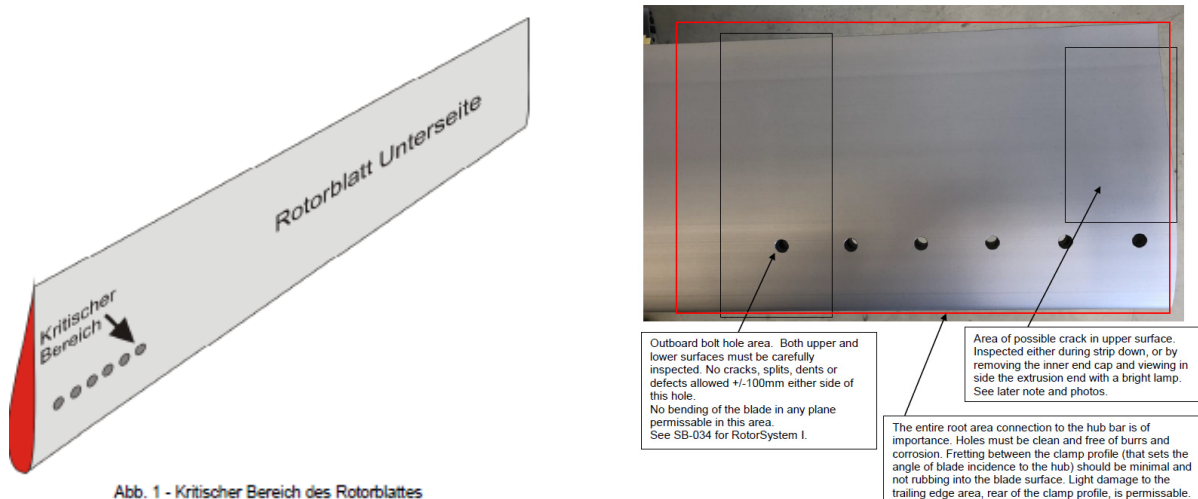 Rotorblatt Unterseite
Kritischer
Bereich
Abb. 1 - Kritischer Bereich des Rotorblattes
Outboard bolt hole area. Both upper and
lower surfaces must be carefully
inspected. No cracks, splits, dents or
defects allowed +/-100mm either side of
this hole.
No bending of the blade in any plane
permissable in this area.
See SB-034 for RotorSystem I.
Area of possible crack in upper surface.
Inspected either during strip down, or by
removing the inner end cap and viewing in
side the extrusion end with a bright lamp.
See later note and photos.
The entire root area connection to the hub bar is of
importance. Holes must be clean and free of burrs and
corrosion. Fretting between the clamp profile (that sets the
angle of blade incidence to the hub) should be minimal and
not rubbing into the blade surface. Light damage to the
trailing edge area, rear of the clamp profile, is permissable.